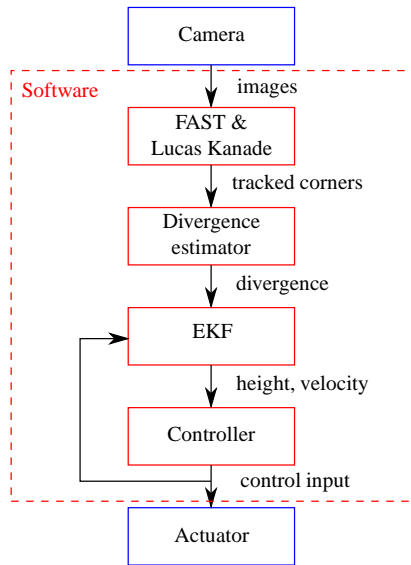 Camera
images
Software
FAST &
Lucas Kanade
tracked corners
Divergence
estimator
divergence
EKF
height, velocity
Controller
control input
Actuator